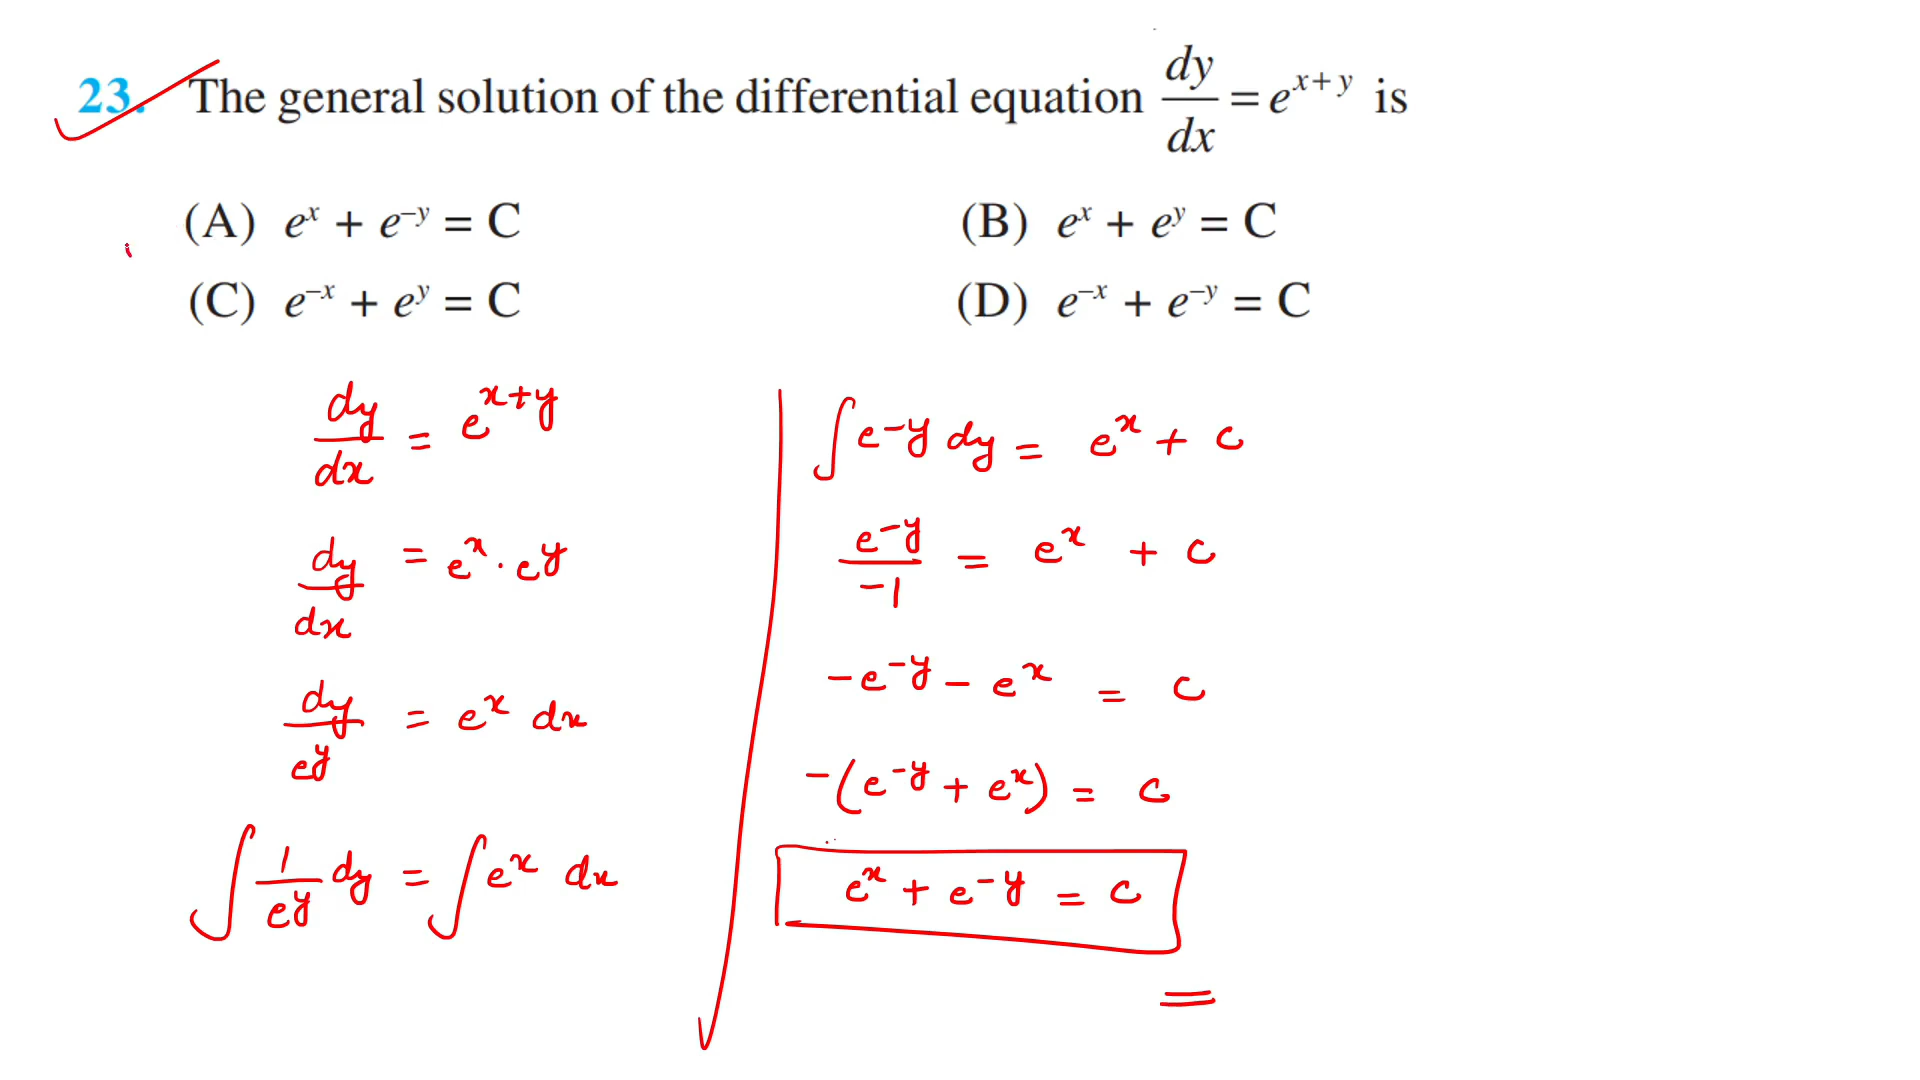 23. The general solution of the differential equation dy/dx = e^(x+y) is
(A) e^x + e^(–y) = C
(B) e^x + e^y = C
(C) e^(–x) + e^y = C
(D) e^(–x) + e^(–y) = C
dy/dx = e^(x+y)
dy/dx = e^x · e^y
dy/e^y = e^x dx
∫ 1/e^y dy = ∫ e^x dx
∫ e^(-y) dy = e^x + c
e^(-y)/-1 = e^x + c
-e^(-y) - e^x = c
-(e^(-y) + e^x) = c
e^x + e^(-y) = c